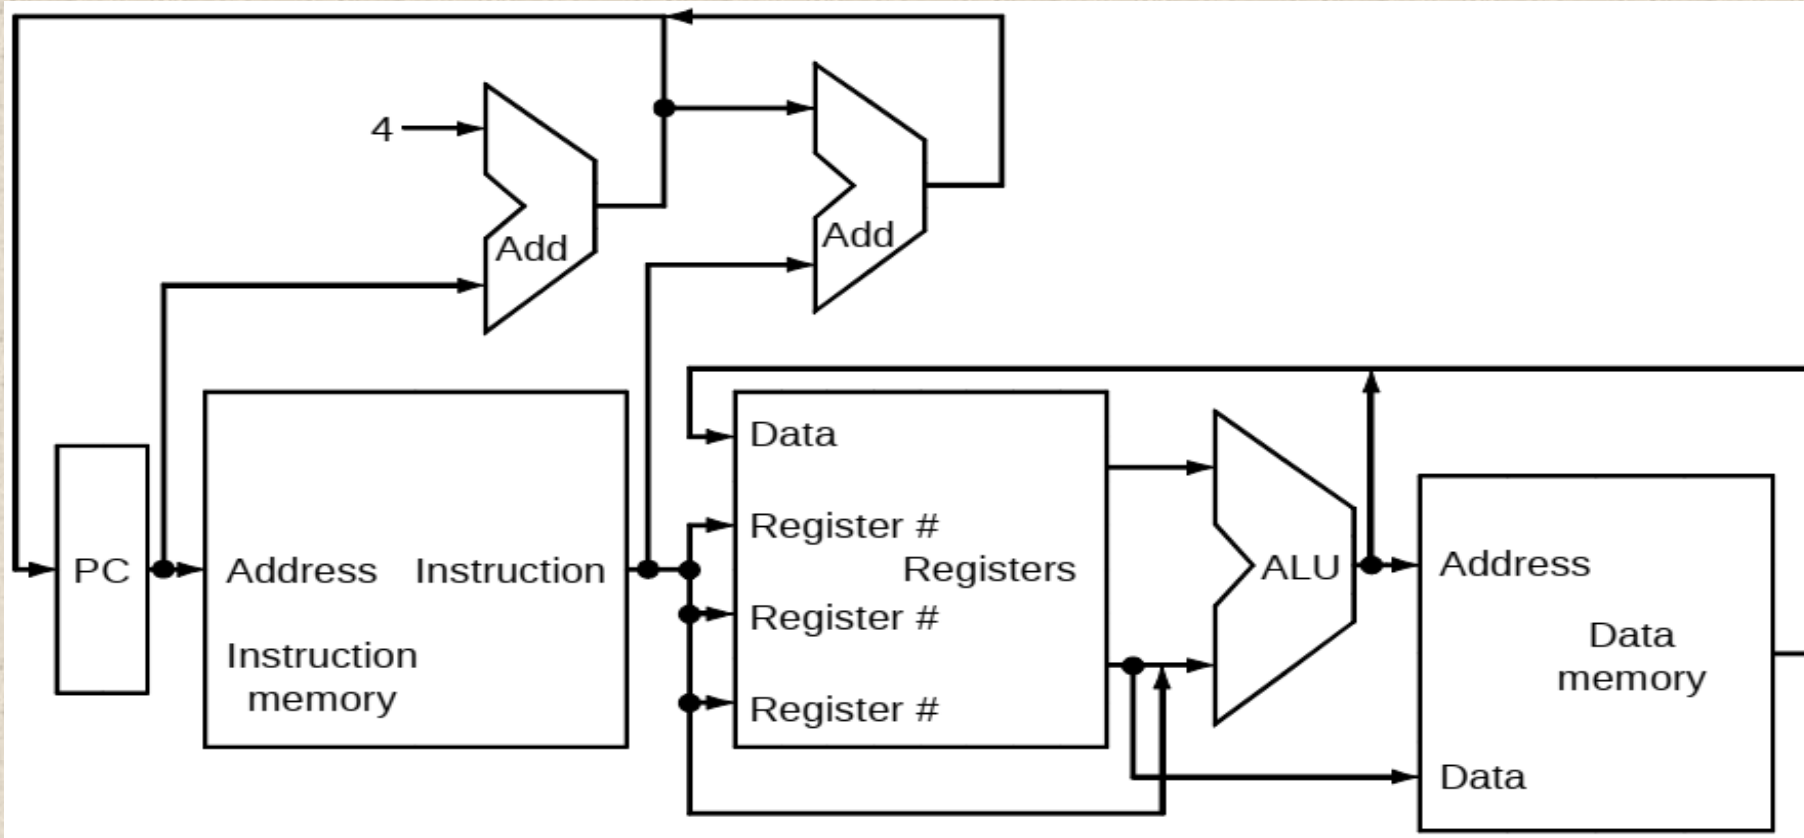 4
Add
Add
PC
Address
Instruction
Instruction
memory
Data
Register #
Registers
Register #
Register #
ALU
Address
Data
memory
Data